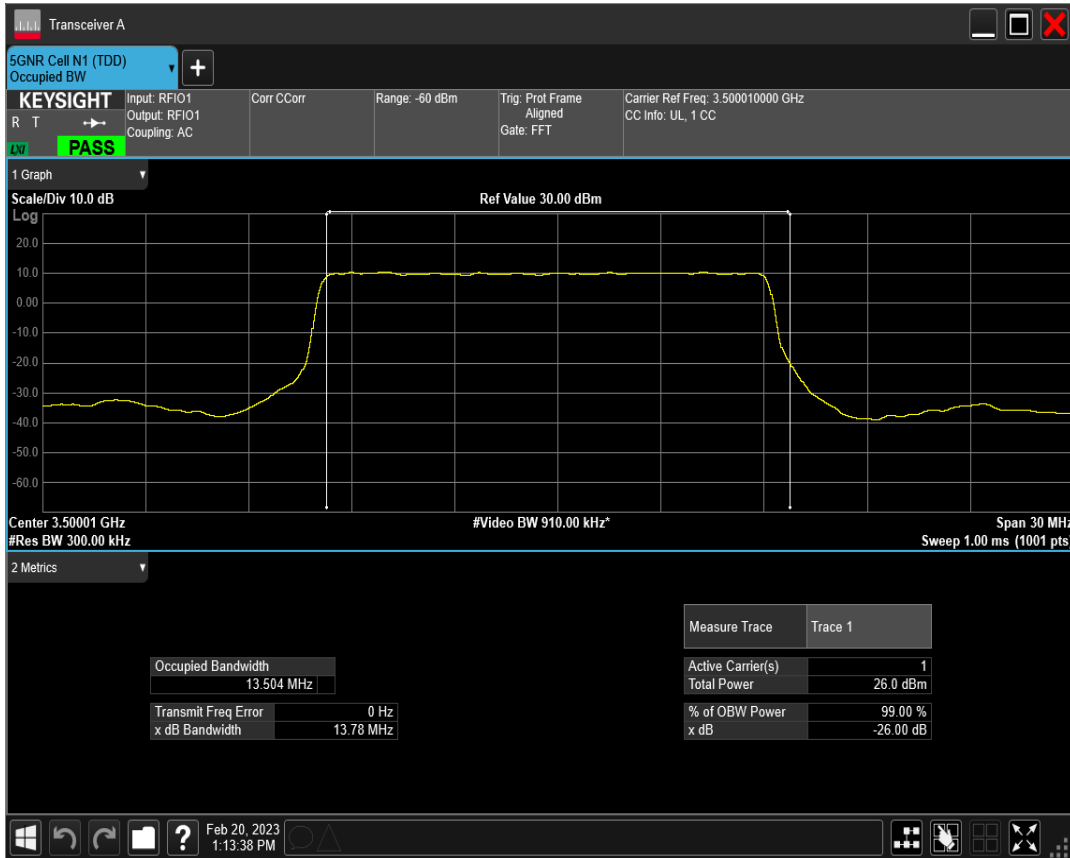 Transceiver A
5GNR Cell N1 (TDD)
Occupied BW
+
KEYSIGHT
R T
LXI
PASS
Input: RFIO1
Output: RFIO1
Coupling: AC
Corr CCorr
Range: -60 dBm
Trig: Prot Frame
Aligned
Gate: FFT
Carrier Ref Freq: 3.500010000 GHz
CC Info: UL, 1 CC
1 Graph
Scale/Div 10.0 dB
Ref Value 30.00 dBm
Log
20.0
10.0
0.00
-10.0
-20.0
-30.0
-40.0
-50.0
-60.0
Center 3.50001 GHz
#Video BW 910.00 kHz*
Span 30 MHz
#Res BW 300.00 kHz
Sweep 1.00 ms (1001 pts)
2 Metrics
Measure Trace Trace 1
Occupied Bandwidth
13.504 MHz
Active Carrier(s) 1
Total Power 26.0 dBm
Transmit Freq Error 0 Hz
x dB Bandwidth 13.78 MHz
% of OBW Power 99.00 %
x dB -26.00 dB
?
Feb 20, 2023
1:13:38 PM